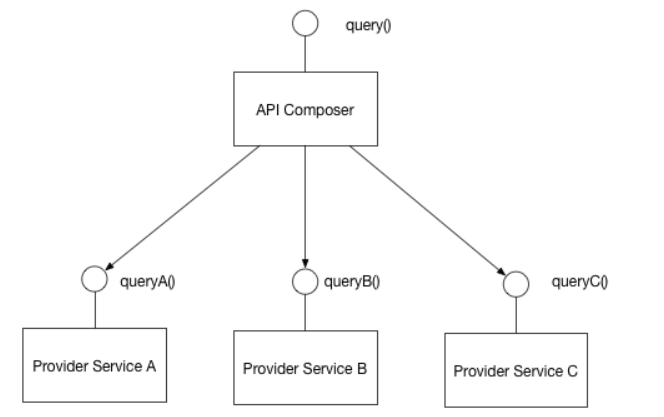 query()
API Composer
queryA()
queryB()
queryC()
Provider Service A
Provider Service B
Provider Service C